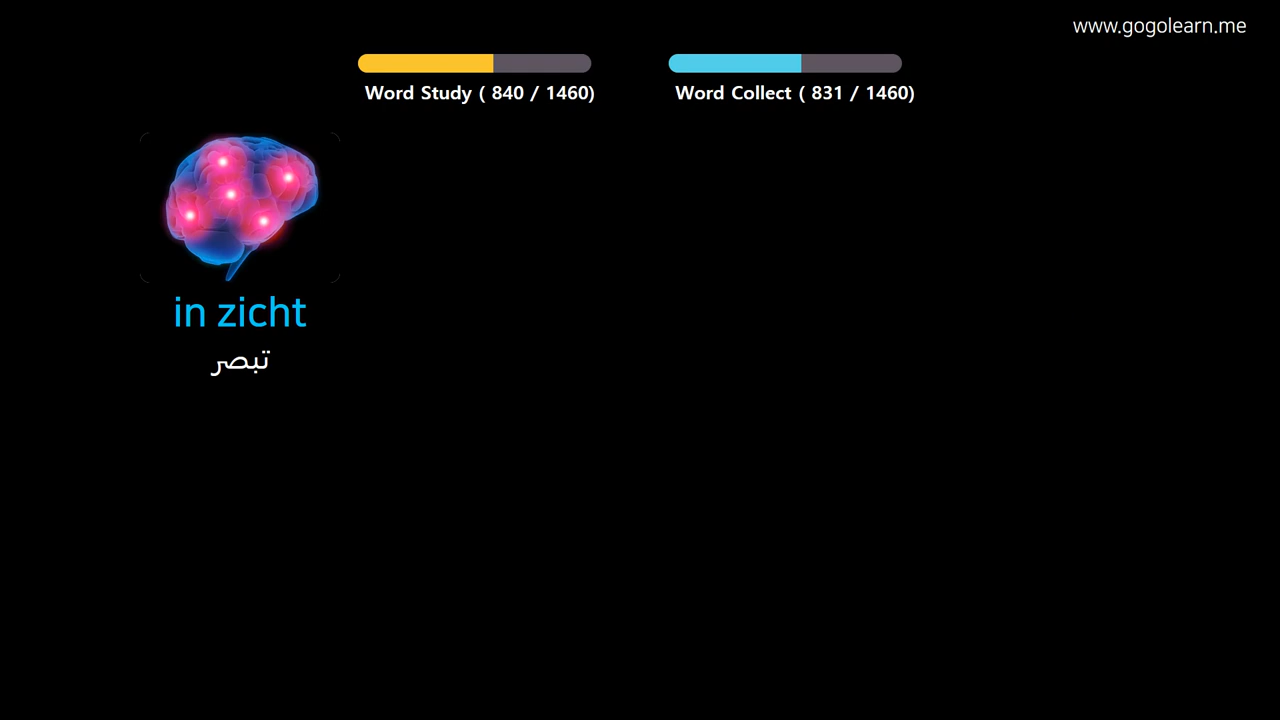 www.gogolearn.me
Word Study ( 840 / 1460)
Word Collect ( 831 / 1460)
in zicht
تبصر